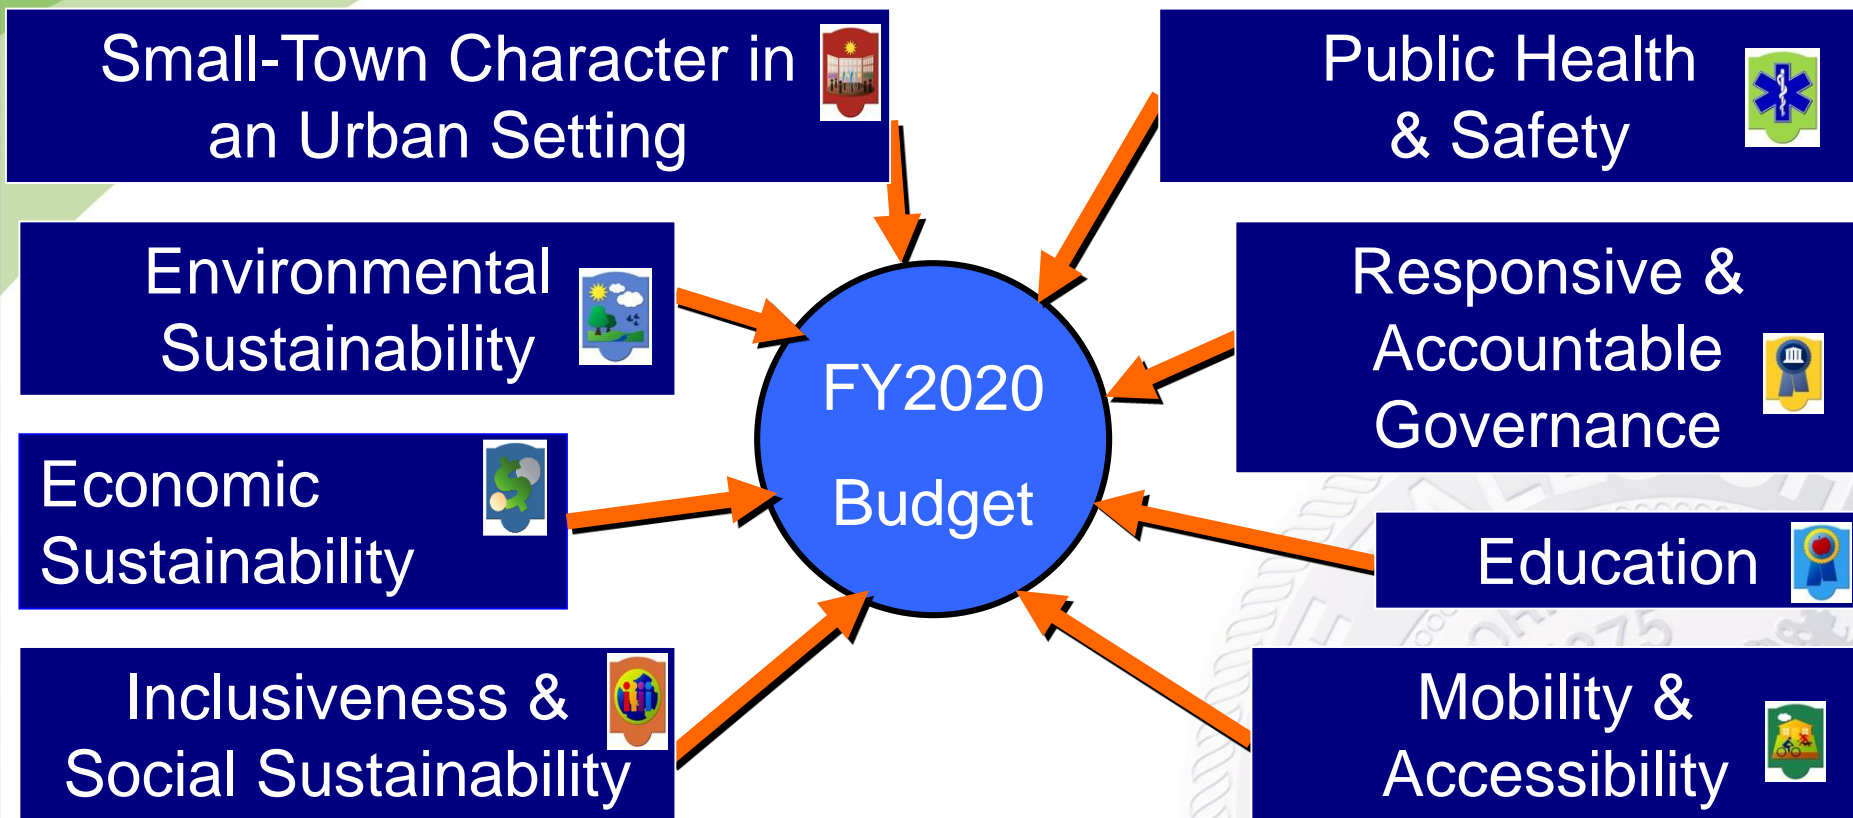 Small-Town Character in
an Urban Setting
Public Health
& Safety
Environmental
Sustainability
Responsive &
Accountable
Governance
FY2020
Budget
Economic
Sustainability
Education
Inclusiveness &
Social Sustainability
Mobility &
Accessibility